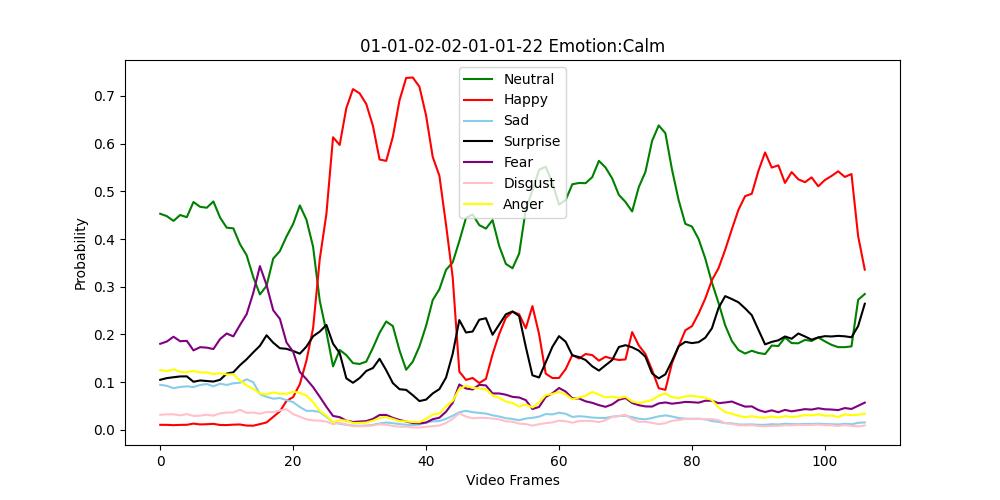 01-01-02-02-01-01-22 Emotion:Calm
Neutral
Happy
Sad
Surprise
Fear
Disgust
Anger
Probability
0.7
0.6
0.5
0.4
0.3
0.2
0.1
0.0
0 20 40 60 80 100
Video Frames